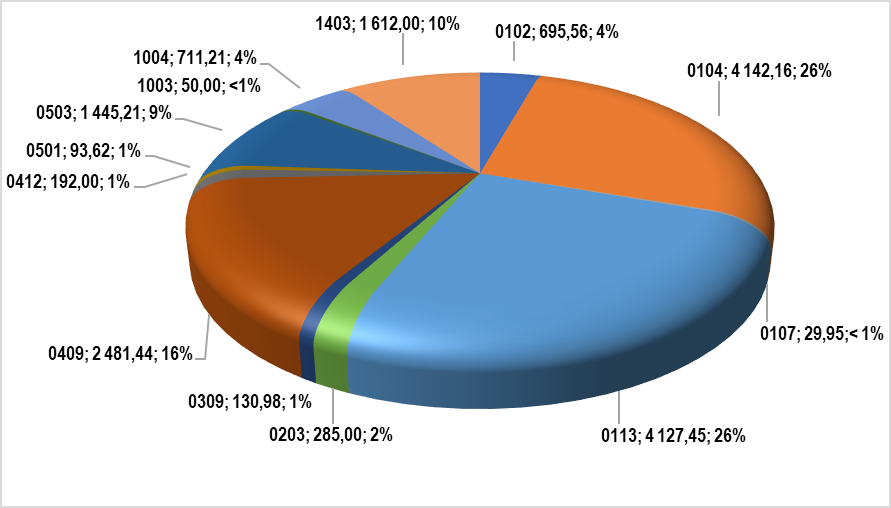 1403; 1 612,00; 10%
0102; 695,56; 4%
1004; 711,21; 4%
0104; 4 142,16; 26%
1003; 50,00; <1%
0503; 1 445,21; 9%
0501; 93,62; 1%
0412; 192,00; 1%
0107; 29,95;< 1%
0409; 2 481,44; 16%
0309; 130,98; 1%
0203; 285,00; 2%
0113; 4 127,45; 26%